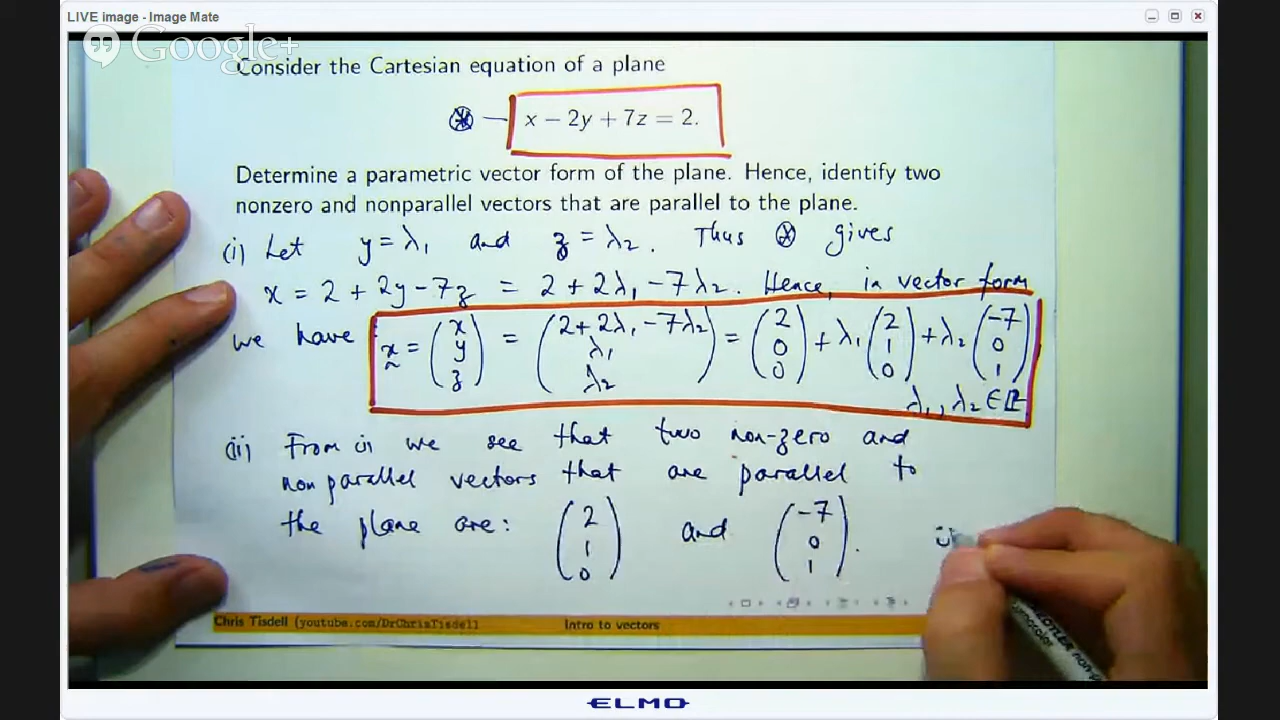 LIVE image - Image Mate
Google+
Consider the Cartesian equation of a plane
⊛ — x − 2y + 7z = 2.
Determine a parametric vector form of the plane. Hence, identify two
nonzero and nonparallel vectors that are parallel to the plane.
(i) Let y = λ₁ and z = λ₂. Thus ⊛ gives
x = 2 + 2y − 7z = 2 + 2λ₁ − 7λ₂. Hence, in vector form
we have x̰ = (x y z) = (2 + 2λ₁ − 7λ₂ λ₁ λ₂) = (2 0 0) + λ₁ (2 1 0) + λ₂ (−7 0 1)
λ₁, λ₂ ∈ ℝ
(ii) From (i) we see that two non-zero and
nonparallel vectors that are parallel to
the plane are: (2 1 0) and (−7 0 1).
Chris Tisdell (youtube.com/DrChrisTisdell Intro to vectors
ELMO